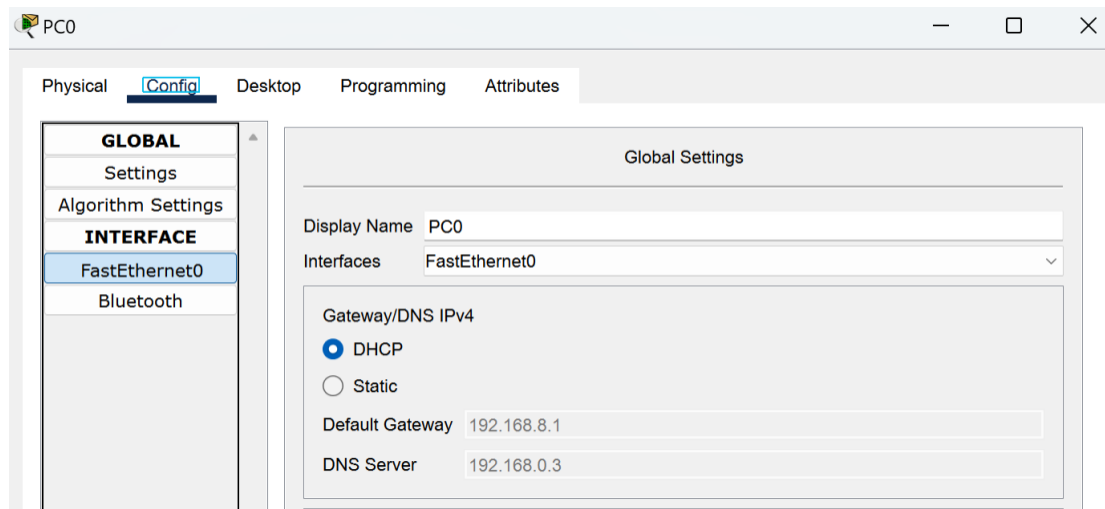 PC0
Physical Config Desktop Programming Attributes
GLOBAL
Settings
Algorithm Settings
INTERFACE
FastEthernet0
Bluetooth
Global Settings
Display Name PC0
Interfaces FastEthernet0
Gateway/DNS IPv4
DHCP
Static
Default Gateway 192.168.8.1
DNS Server 192.168.0.3